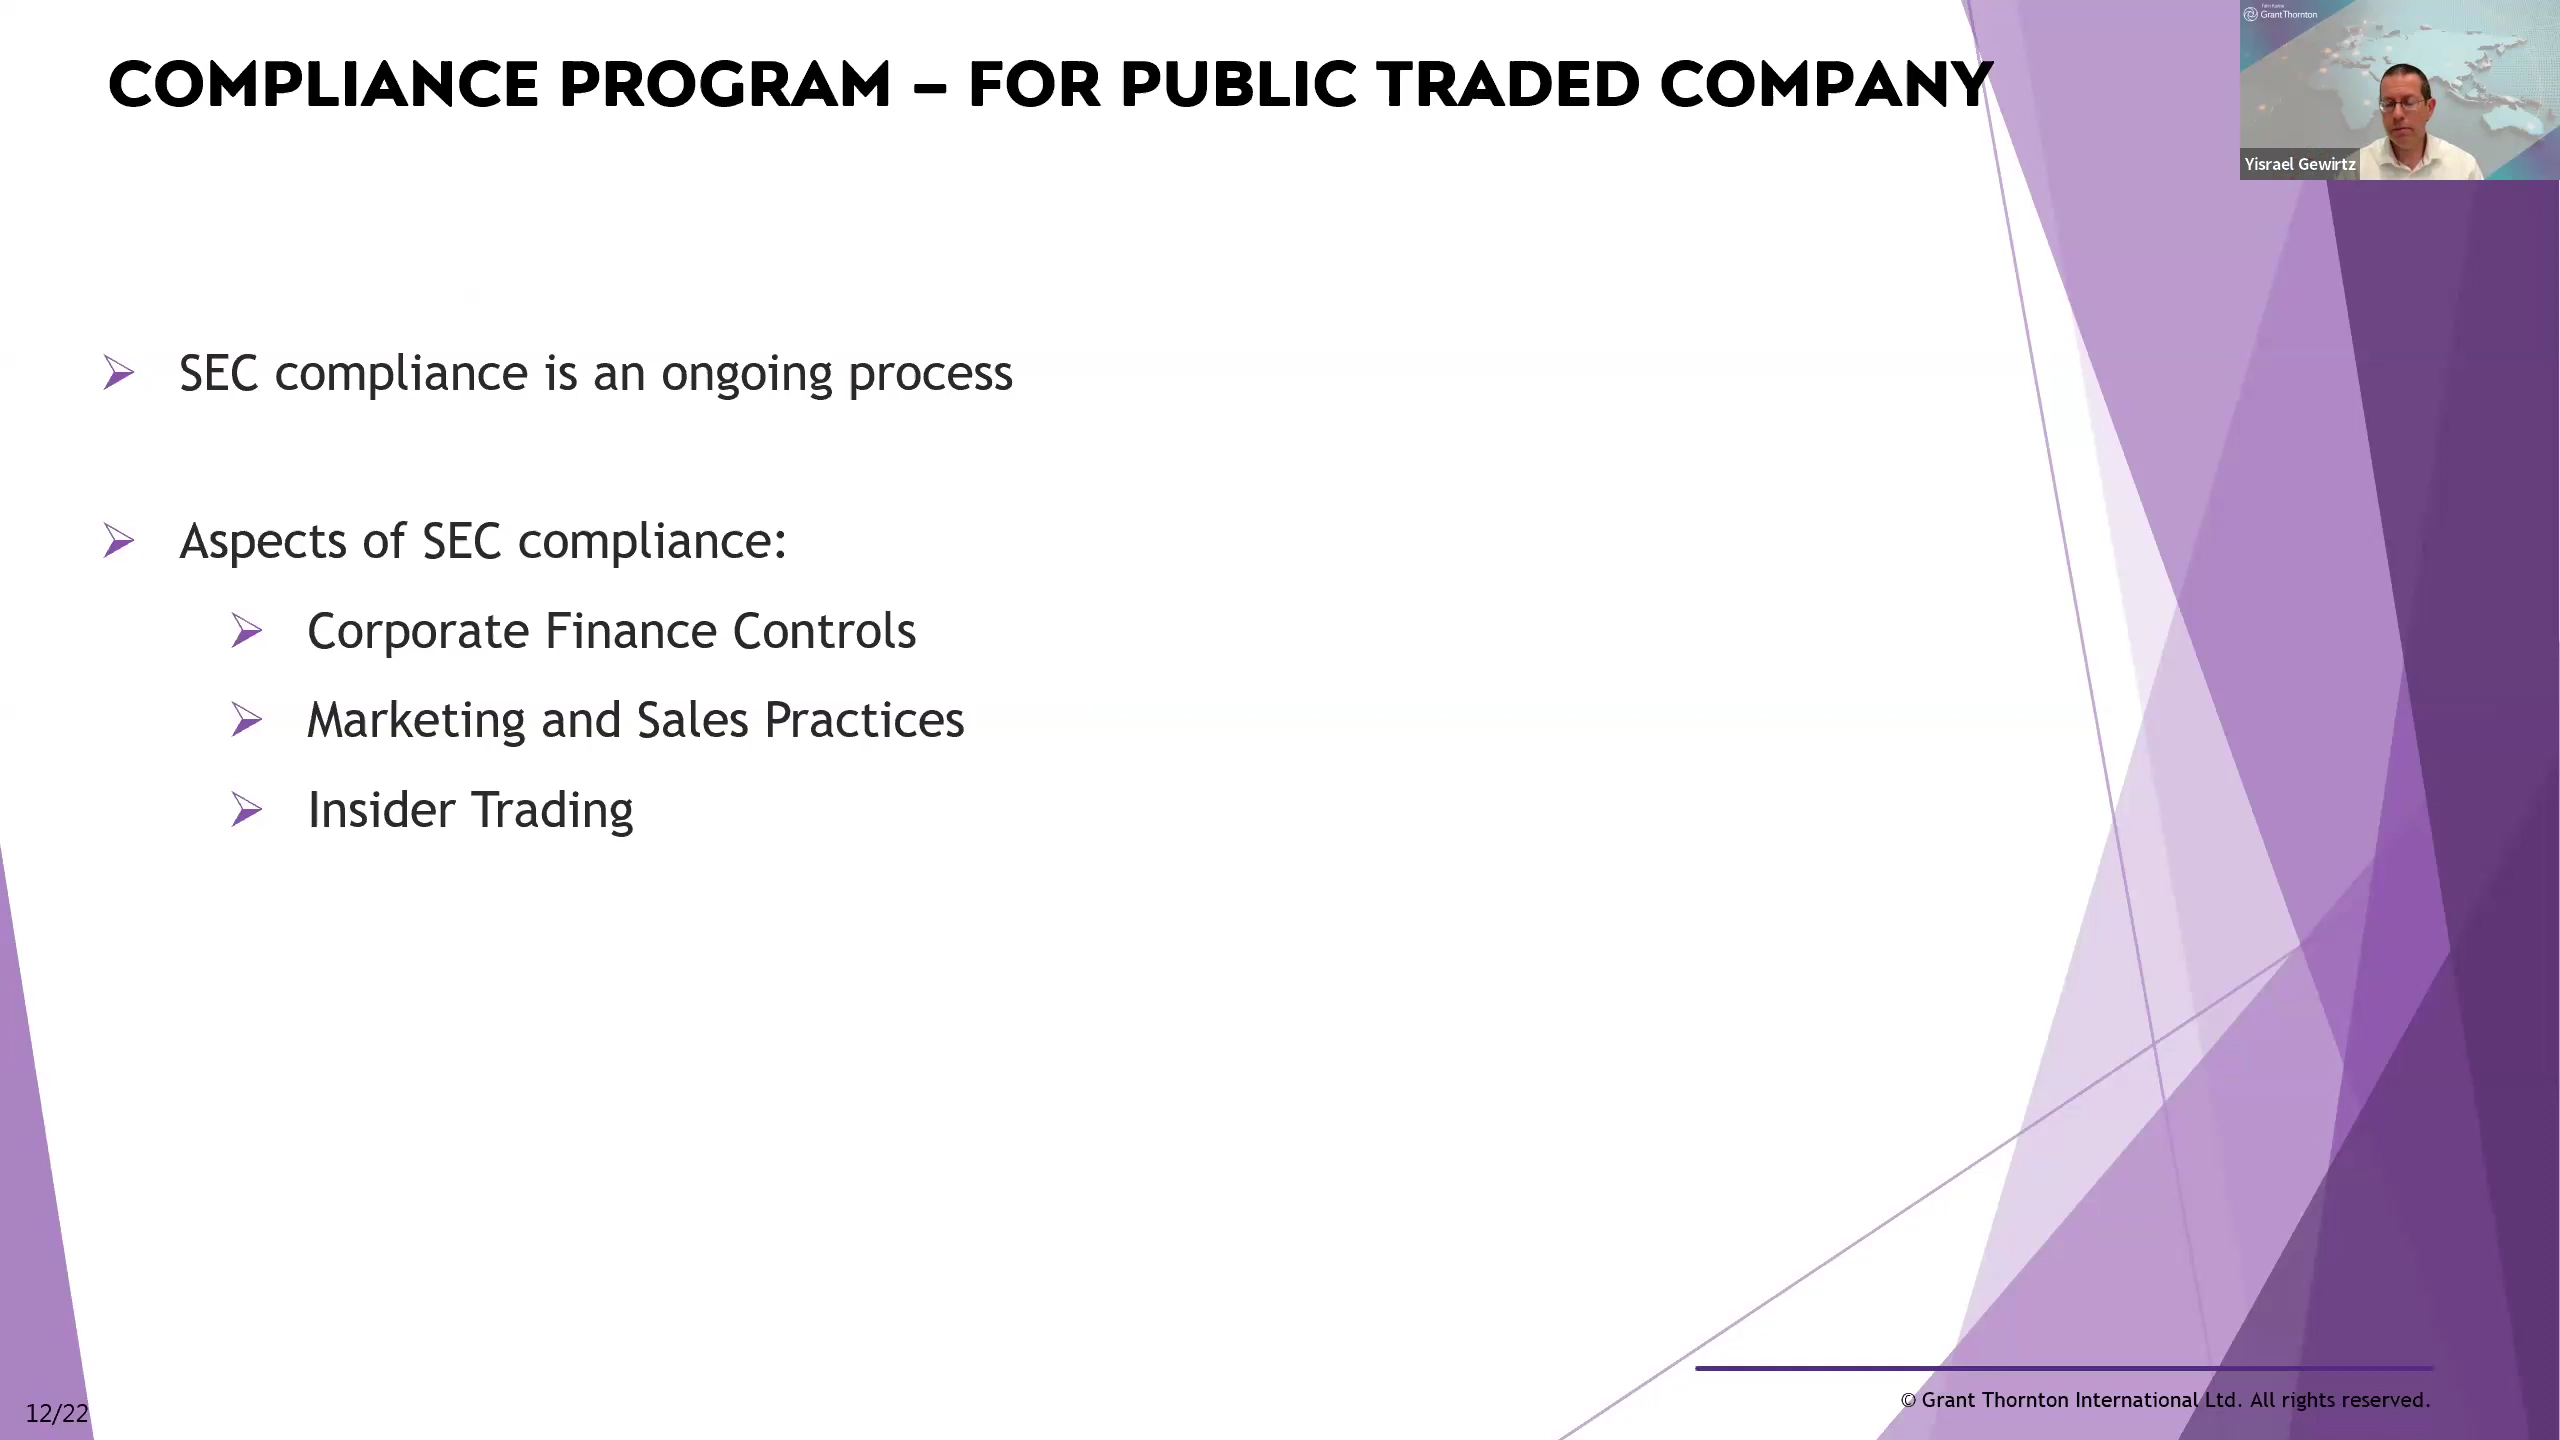 COMPLIANCE PROGRAM – FOR PUBLIC TRADED COMPANY
GrantThornton
Yisrael Gewirtz
SEC compliance is an ongoing process
Aspects of SEC compliance:
Corporate Finance Controls
Marketing and Sales Practices
Insider Trading
© Grant Thornton International Ltd. All rights reserved.
12/22